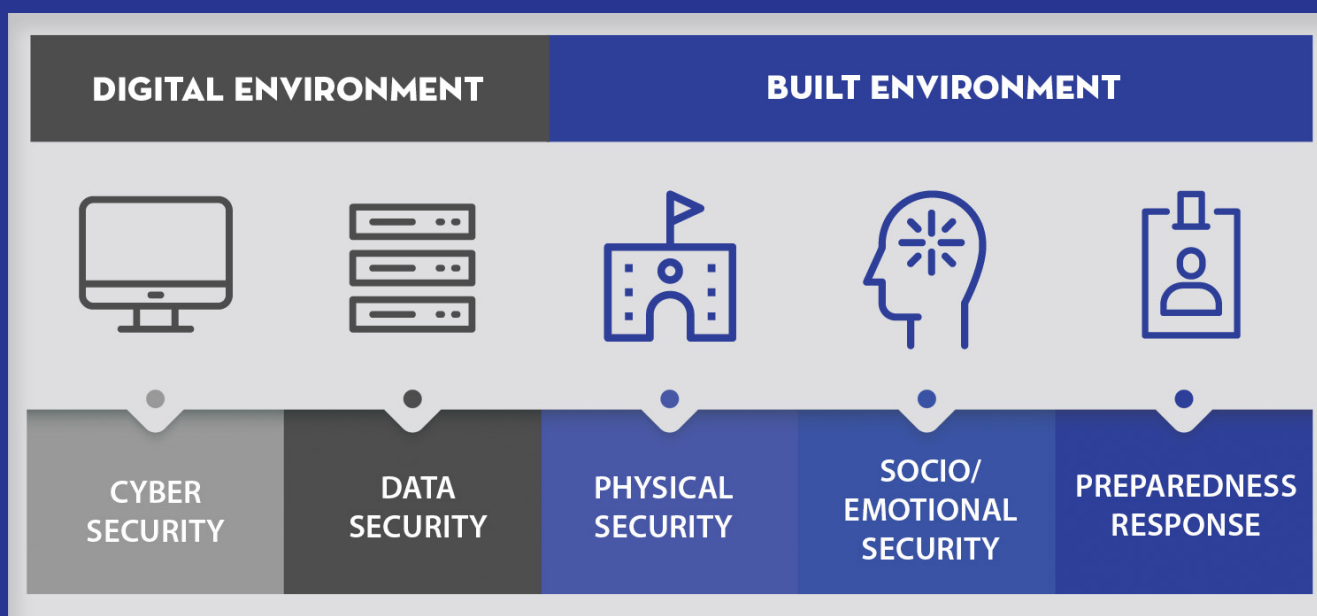 DIGITAL ENVIRONMENT
BUILT ENVIRONMENT
CYBER
SECURITY
DATA
SECURITY
PHYSICAL
SECURITY
SOCIO/
EMOTIONAL
SECURITY
PREPAREDNESS
RESPONSE